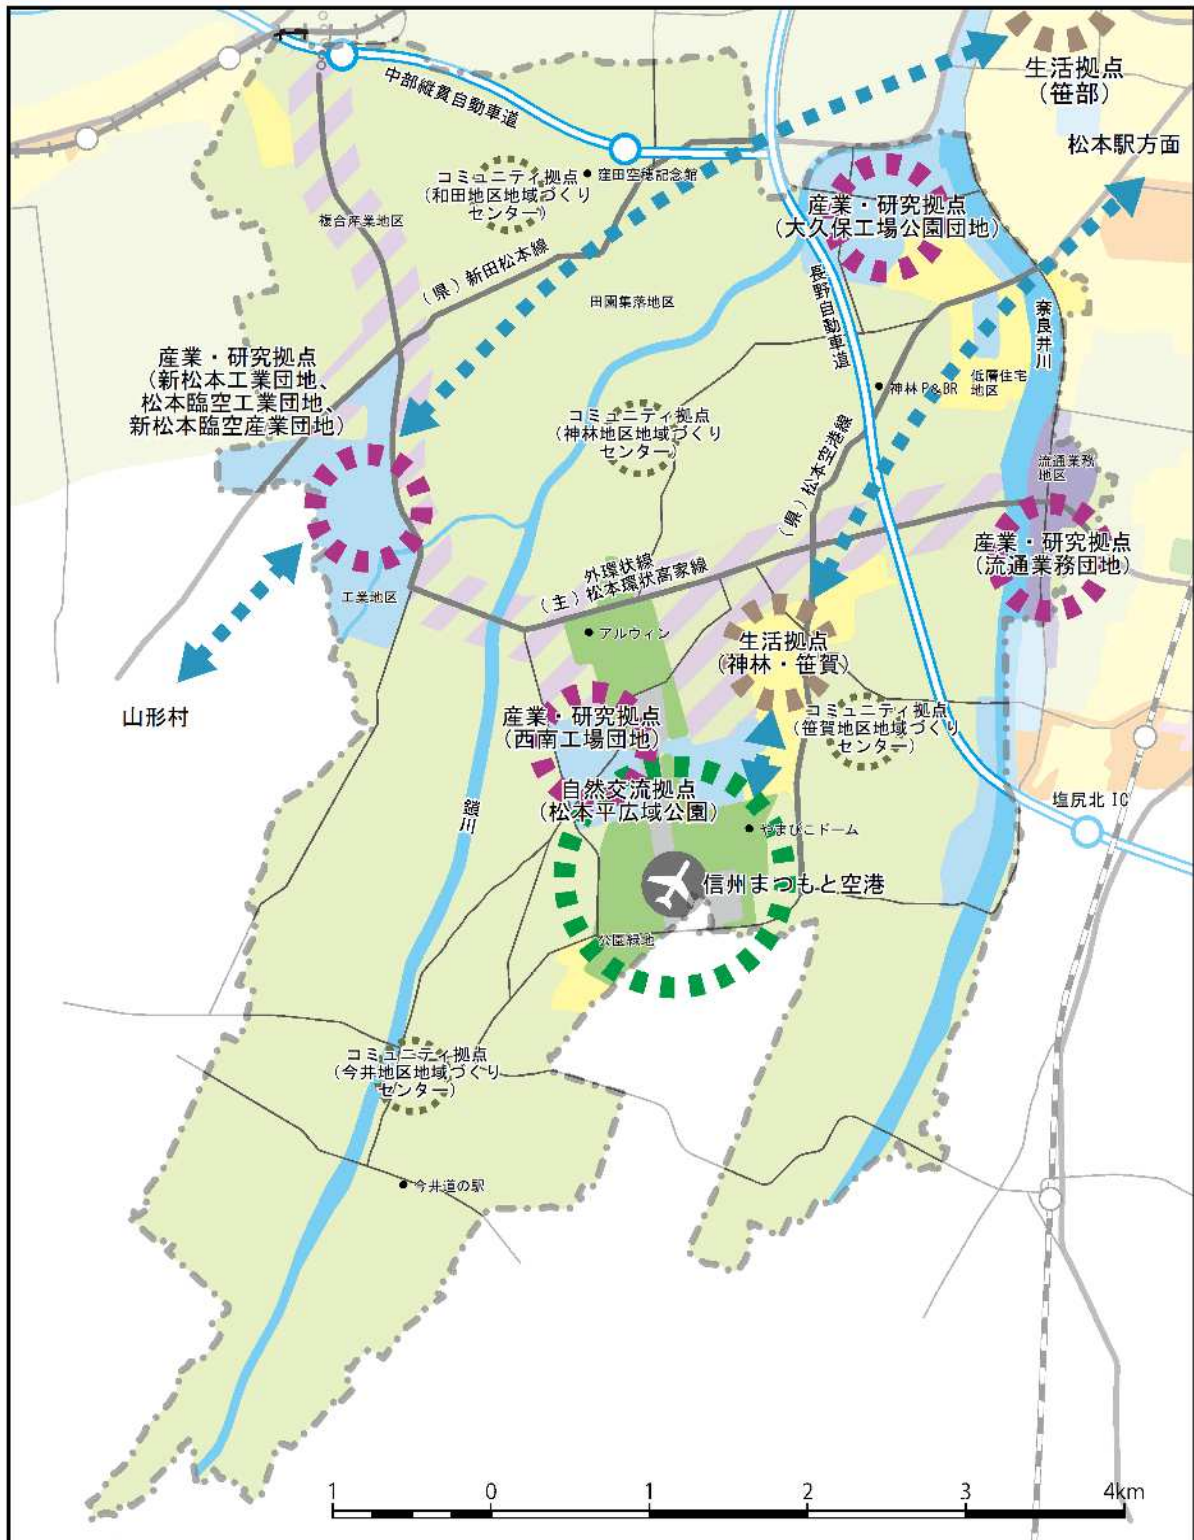 生活拠点
(笹部)
中部縦貫自動車道
松本駅方面
コミュニティ拠点
(和田地区地域づくり
センター)
窪田空穂記念館
産業・研究拠点
(大久保工場公園団地)
複合産業地区
(県)新田松本線
田園集落地区
長野自動車道
奈良井川
産業・研究拠点
(新松本工業団地、
松本臨空工業団地、
新松本臨空産業団地)
神林P&BR
低層住宅
地区
コミュニティ拠点
(神林地区地域づくり
センター)
(県)松本空港線
流通業務
地区
産業・研究拠点
(流通業務団地)
工業地区
外環状線
(主)松本環状高家線
アルウィン
生活拠点
(神林・笹賀)
山形村
産業・研究拠点
(西南工場団地)
コミュニティ拠点
(笹賀地区地域づくり
センター)
鎖川
自然交流拠点
(松本平広域公園)
塩尻北IC
やまびこドーム
信州まつもと空港
公園緑地
コミュニティ拠点
(今井地区地域づくり
センター)
今井道の駅
1 0 1 2 3 4km